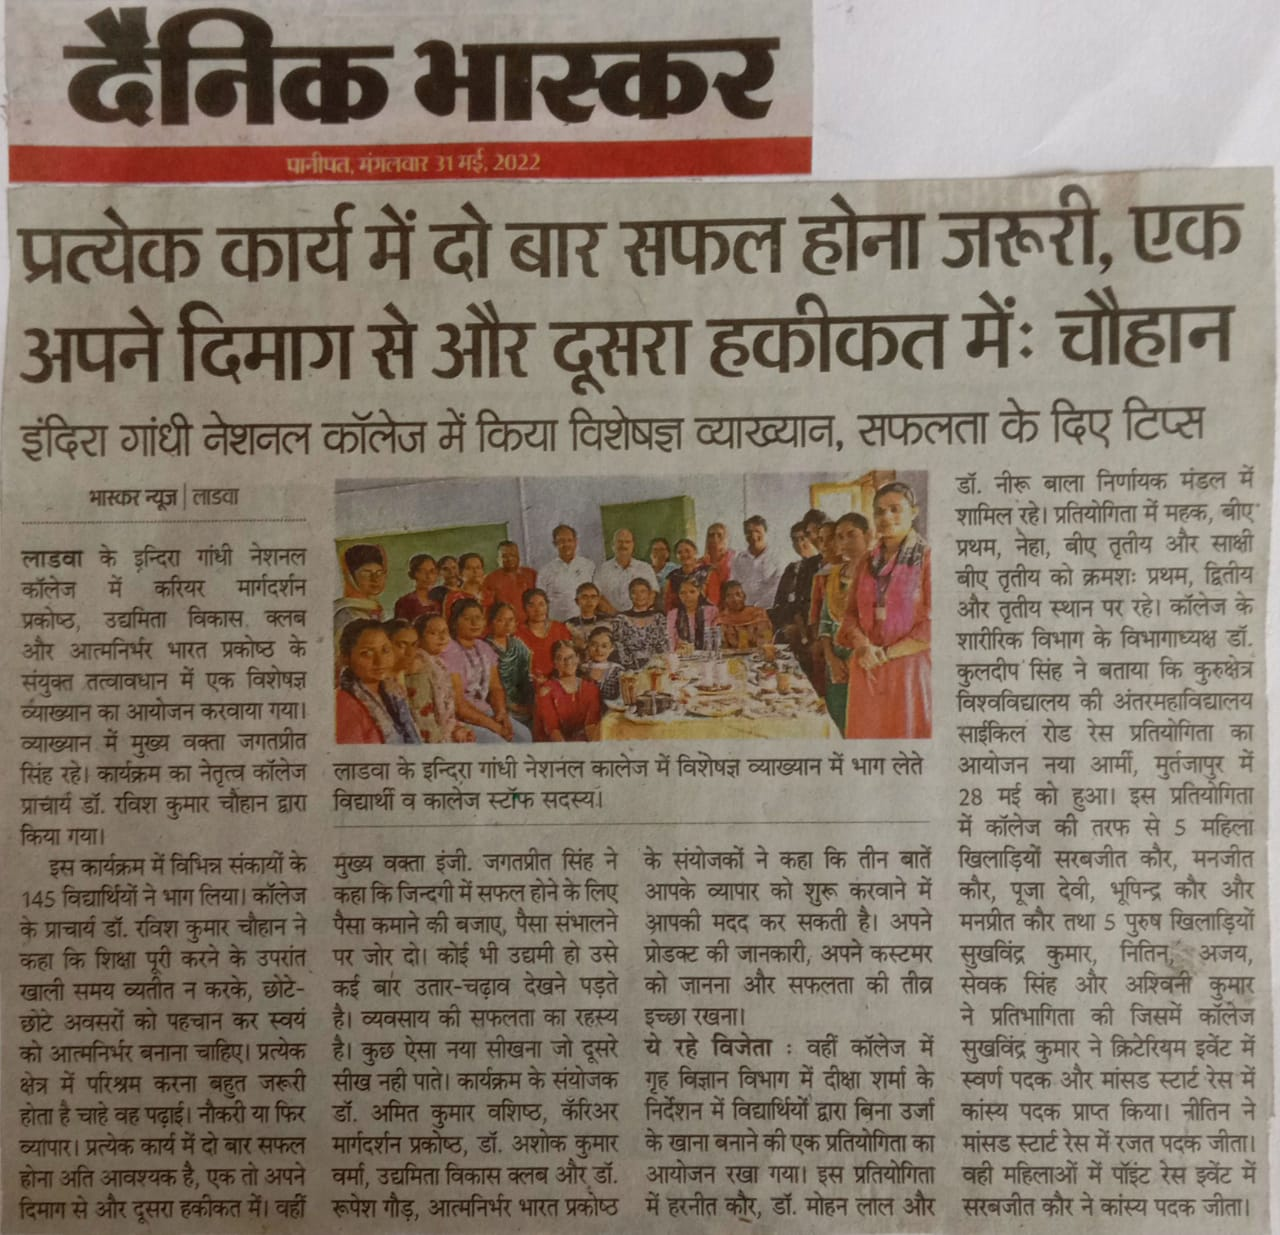 दैनिक भास्कर
पानीपत, मंगलवार 31 मई, 2022
प्रत्येक कार्य में दो बार सफल होना जरूरी, एक
अपने दिमाग से और दूसरा हकीकत में: चौहान
इंदिरा गांधी नेशनल कॉलेज में किया विशेषज्ञ व्याख्यान, सफलता के दिए टिप्स
भास्कर न्यूज | लाडवा
लाडवा के इन्दिरा गांधी नेशनल
कॉलेज में करियर मार्गदर्शन
प्रकोष्ठ, उद्यमिता विकास क्लब
और आत्मनिर्भर भारत प्रकोष्ठ के
संयुक्त तत्वावधान में एक विशेषज्ञ
व्याख्यान का आयोजन करवाया गया।
व्याख्यान में मुख्य वक्ता जगतप्रीत
सिंह रहे। कार्यक्रम का नेतृत्व कॉलेज
प्राचार्य डॉ. रविश कुमार चौहान द्वारा
किया गया।
इस कार्यक्रम में विभिन्न संकायों के
145 विद्यार्थियों ने भाग लिया। कॉलेज
के प्राचार्य डॉ. रविश कुमार चौहान ने
कहा कि शिक्षा पूरी करने के उपरांत
खाली समय व्यतीत न करके, छोटे-
छोटे अवसरों को पहचान कर स्वयं
को आत्मनिर्भर बनाना चाहिए। प्रत्येक
क्षेत्र में परिश्रम करना बहुत जरूरी
होता है चाहे वह पढ़ाई। नौकरी या फिर
व्यापार। प्रत्येक कार्य में दो बार सफल
होना अति आवश्यक है, एक तो अपने
दिमाग से और दूसरा हकीकत में। वहीं
लाडवा के इन्दिरा गांधी नेशनल कालेज में विशेषज्ञ व्याख्यान में भाग लेते
विद्यार्थी व कालेज स्टॉफ सदस्य।
मुख्य वक्ता इंजी. जगतप्रीत सिंह ने
कहा कि जिन्दगी में सफल होने के लिए
पैसा कमाने की बजाए, पैसा संभालने
पर जोर दो। कोई भी उद्यमी हो उसे
कई बार उतार-चढ़ाव देखने पड़ते
है। व्यवसाय की सफलता का रहस्य
है। कुछ ऐसा नया सीखना जो दूसरे
सीख नही पाते। कार्यक्रम के संयोजक
डॉ. अमित कुमार वशिष्ठ, कॅरिअर
मार्गदर्शन प्रकोष्ठ, डॉ. अशोक कुमार
वर्मा, उद्यमिता विकास क्लब और डॉ.
रूपेश गौड़, आत्मनिर्भर भारत प्रकोष्ठ
के संयोजकों ने कहा कि तीन बातें
आपके व्यापार को शुरू करवाने में
आपकी मदद कर सकती है। अपने
प्रोडक्ट की जानकारी, अपने कस्टमर
को जानना और सफलता की तीव्र
इच्छा रखना।
ये रहे विजेता : वहीं कॉलेज में
गृह विज्ञान विभाग में दीक्षा शर्मा के
निर्देशन में विद्यार्थियों द्वारा बिना उर्जा
के खाना बनाने की एक प्रतियोगिता का
आयोजन रखा गया। इस प्रतियोगिता
में हरनीत कौर, डॉ. मोहन लाल और
डॉ. नीरू बाला निर्णायक मंडल में
शामिल रहे। प्रतियोगिता में महक, बीए
प्रथम, नेहा, बीए तृतीय और साक्षी
बीए तृतीय को क्रमशः प्रथम, द्वितीय
और तृतीय स्थान पर रहे। कॉलेज के
शारीरिक विभाग के विभागाध्यक्ष डॉ.
कुलदीप सिंह ने बताया कि कुरुक्षेत्र
विश्वविद्यालय की अंतरमहाविद्यालय
साईकिल रोड रेस प्रतियोगिता का
आयोजन नया आर्मी, मुर्तजापुर में
28 मई को हुआ। इस प्रतियोगिता
में कॉलेज की तरफ से 5 महिला
खिलाड़ियों सरबजीत कौर, मनजीत
कौर, पूजा देवी, भूपिन्द्र कौर और
मनप्रीत कौर तथा 5 पुरुष खिलाड़ियों
सुखविंद्र कुमार, नितिन, अजय,
सेवक सिंह और अश्विनी कुमार
ने प्रतिभागिता की जिसमें कॉलेज
सुखविंद्र कुमार ने क्रिटेरियम इवेंट में
स्वर्ण पदक और मांसड स्टार्ट रेस में
कांस्य पदक प्राप्त किया। नीतिन ने
मांसड स्टार्ट रेस में रजत पदक जीता।
वही महिलाओं में पॉइंट रेस इवेंट में
सरबजीत कौर ने कांस्य पदक जीता।